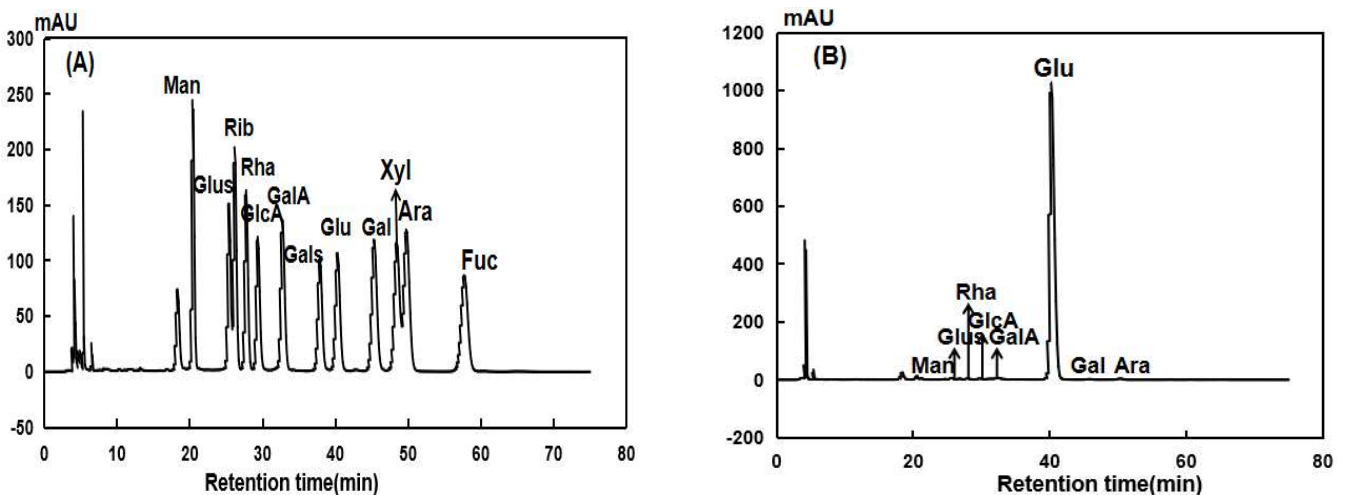 mAU
(A)
300
250
200
150
100
50
0
-50
Man
Rib
Glus
Rha
GlcA
GalA
Gals
Glu
Gal
Xyl
Ara
Fuc
0 10 20 30 40 50 60 70 80
Retention time(min)
mAU
(B)
1200
1000
800
600
400
200
0
-200
Glu
Rha
GlcA
Glus
GalA
Man
Gal
Ara
0 20 40 60 80
Retention time(min)